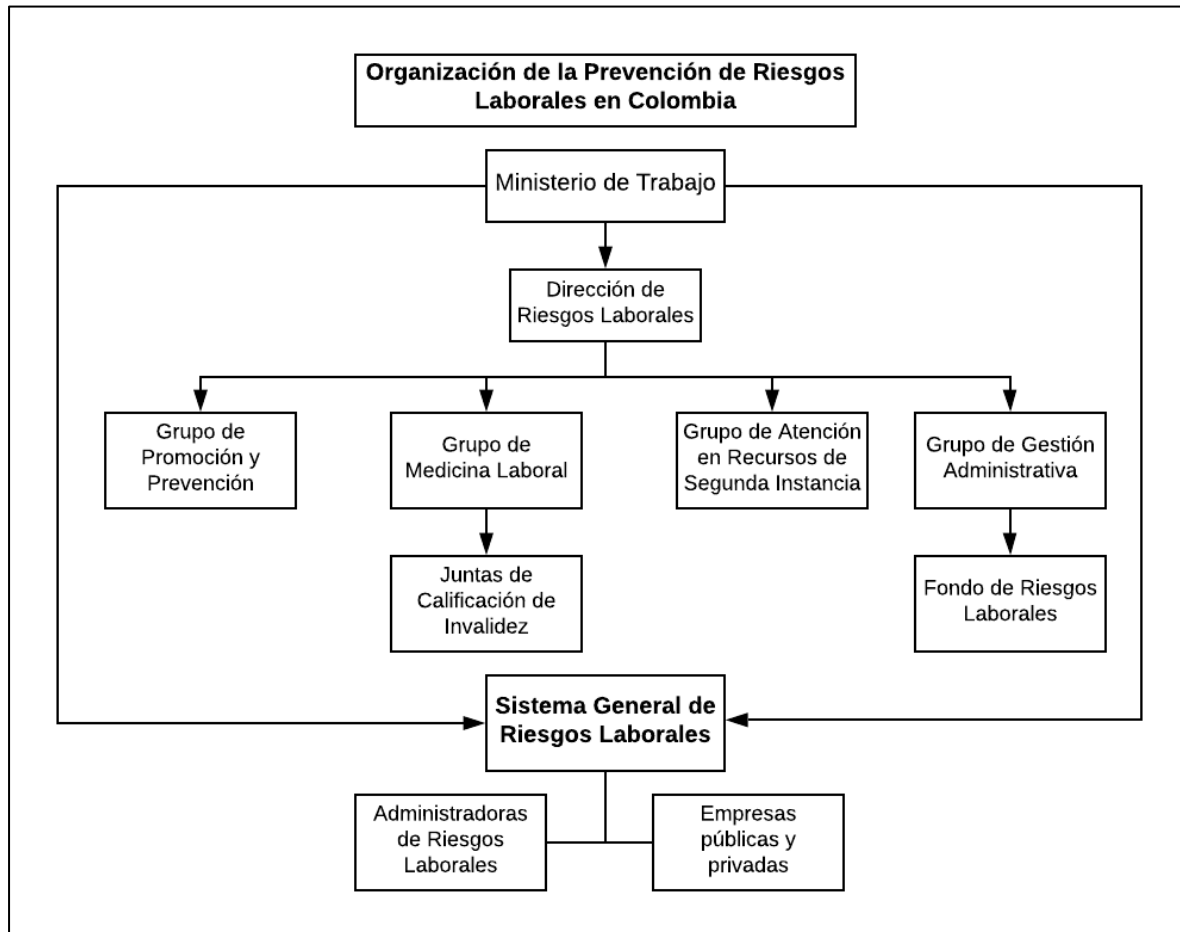 Organización de la Prevención de Riesgos
Laborales en Colombia
Ministerio de Trabajo
Dirección de
Riesgos Laborales
Grupo de
Promoción y
Prevención
Grupo de
Medicina Laboral
Grupo de Atención
en Recursos de
Segunda Instancia
Grupo de Gestión
Administrativa
Juntas de
Calificación de
Invalidez
Fondo de Riesgos
Laborales
Sistema General de
Riesgos Laborales
Administradoras
de Riesgos
Laborales
Empresas
públicas y
privadas